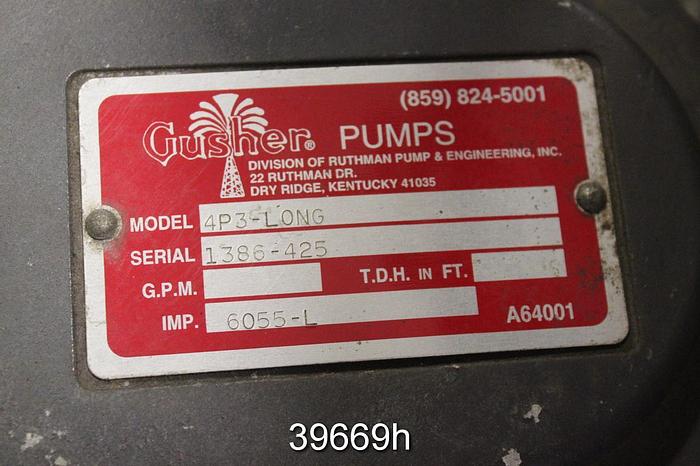 (859) 824-5001
Gusher® PUMPS
DIVISION OF RUTHMAN PUMP & ENGINEERING, INC.
22 RUTHMAN DR.
DRY RIDGE, KENTUCKY 41035
MODEL 4P3-LONG
SERIAL 1386-425
G.P.M. T.D.H. IN FT.
IMP. 6055-L A64001
39669h